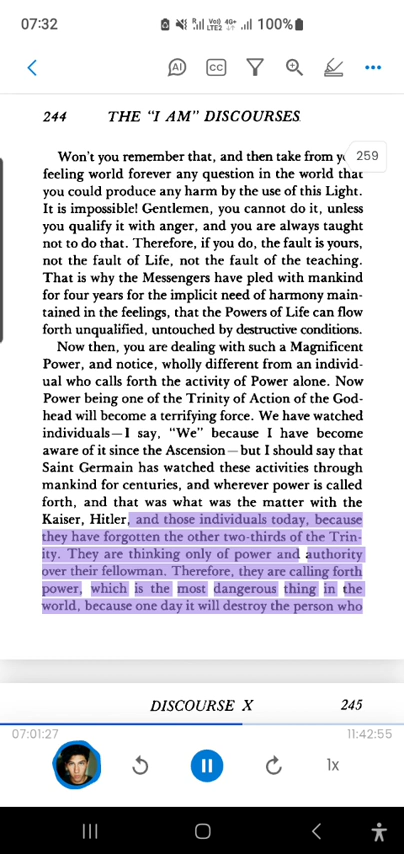 07:32
100%
AI
CC
244 THE "I AM" DISCOURSES
259
Won't you remember that, and then take from
feeling world forever any question in the world that
you could produce any harm by the use of this Light.
It is impossible! Gentlemen, you cannot do it, unless
you qualify it with anger, and you are always taught
not to do that. Therefore, if you do, the fault is yours,
not the fault of Life, not the fault of the teaching.
That is why the Messengers have pled with mankind
for four years for the implicit need of harmony main-
tained in the feelings, that the Powers of Life can flow
forth unqualified, untouched by destructive conditions.
Now then, you are dealing with such a Magnificent
Power, and notice, wholly different from an individ-
ual who calls forth the activity of Power alone. Now
Power being one of the Trinity of Action of the God-
head will become a terrifying force. We have watched
individuals—I say, "We" because I have become
aware of it since the Ascension—but I should say that
Saint Germain has watched these activities through
mankind for centuries, and wherever power is called
forth, and that was what was the matter with the
Kaiser, Hitler, and those individuals today, because
they have forgotten the other two-thirds of the Trin-
ity. They are thinking only of power and authority
over their fellowman. Therefore, they are calling forth
power, which is the most dangerous thing in the
world, because one day it will destroy the person who
DISCOURSE X 245
07:01:27 11:42:55
1x